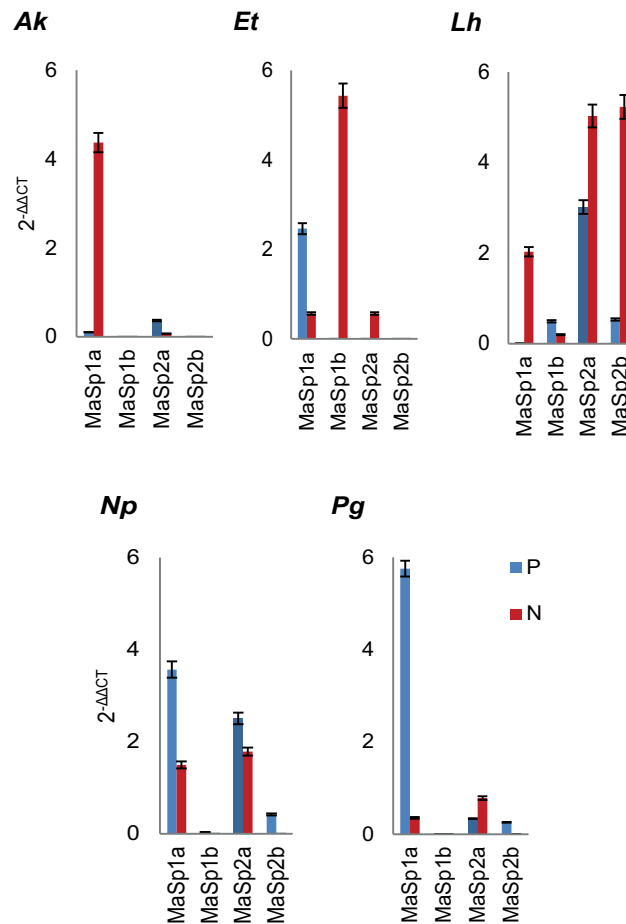 Ak
Et
Lh
6
4
2
0
2-ΔΔCT
MaSp1a
MaSp1b
MaSp2a
MaSp2b
6
4
2
0
MaSp1a
MaSp1b
MaSp2a
MaSp2b
6
4
2
0
MaSp1a
MaSp1b
MaSp2a
MaSp2b
Np
Pg
6
4
2
0
2-ΔΔCT
MaSp1a
MaSp1b
MaSp2a
MaSp2b
6
4
2
0
MaSp1a
MaSp1b
MaSp2a
MaSp2b
P
N